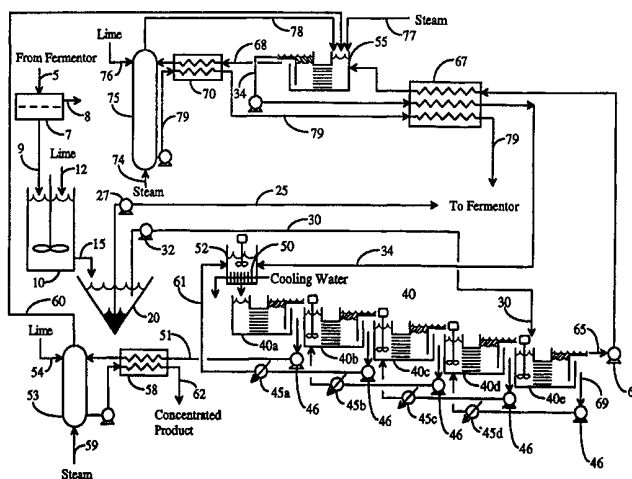 78
Steam
77
Lime
68
55
From Fermentor
76
67
5
34
75
70
8
7
79
79
79
9
Lime
12
74
Steam
27
25
To Fermentor
30
15
32
52
50
34
10
Cooling Water
20
61
40
60
51
30
40a
Lime
40b
65
54
40c
58
62
40d
69
53
45a
46
40e
45b
46
45c
46
45d
46
46
Concentrated
Product
59
Steam